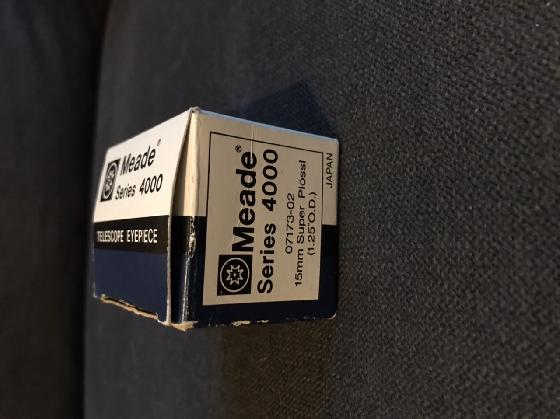 Meade®
Series 4000
TELESCOPE EYEPIECE
Meade®
Series 4000
07173-02
15mm Super Plössl
(1.25"O.D.)
JAPAN